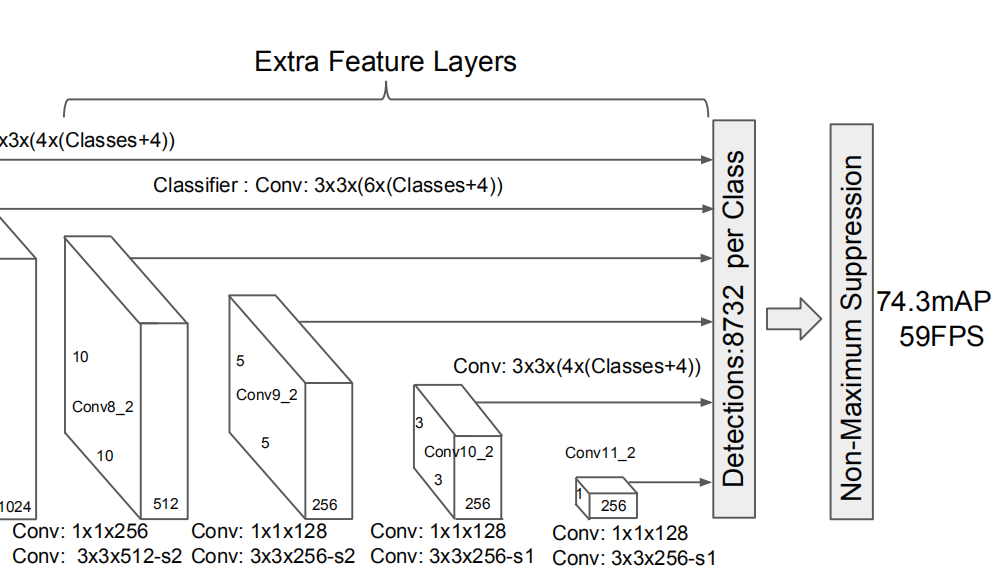 Extra Feature Layers
x3x(4x(Classes+4))
Classifier : Conv: 3x3x(6x(Classes+4))
Detections:8732 per Class
Non-Maximum Suppression
74.3mAP
59FPS
Conv: 3x3x(4x(Classes+4))
10
Conv8_2
10
5
Conv9_2
5
3
Conv10_2
3
Conv11_2
1
1024
512
256
256
256
Conv: 1x1x256
Conv: 3x3x512-s2
Conv: 1x1x128
Conv: 3x3x256-s2
Conv: 1x1x128
Conv: 3x3x256-s1
Conv: 1x1x128
Conv: 3x3x256-s1